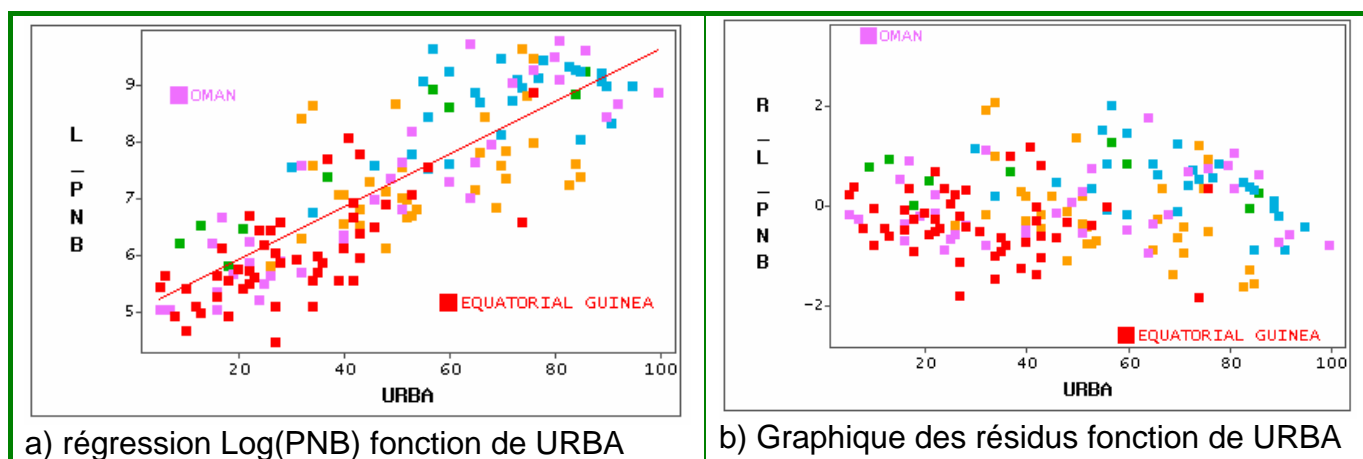 L
_
P
N
B
9
8
7
6
5
OMAN
EQUATORIAL GUINEA
20 40 60 80 100
URBA
a) régression Log(PNB) fonction de URBA
R
_
L
_
P
N
B
2
0
-2
OMAN
EQUATORIAL GUINEA
20 40 60 80 100
URBA
b) Graphique des résidus fonction de URBA